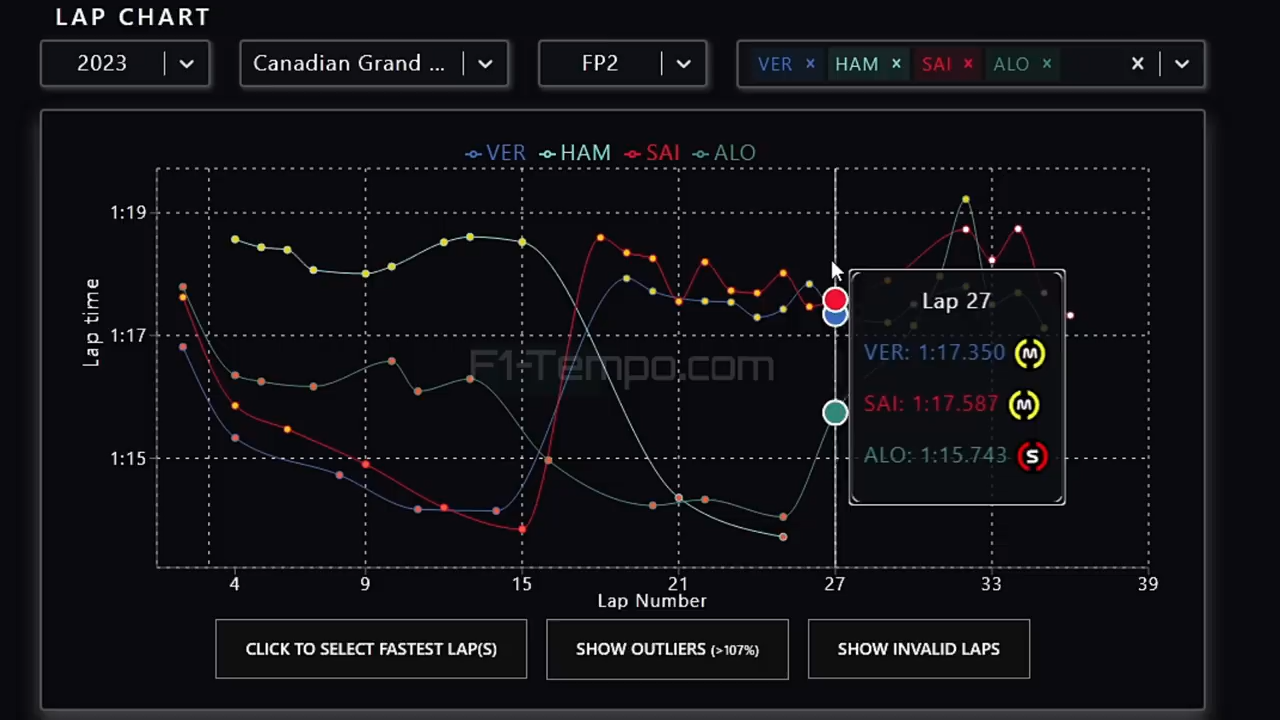 LAP CHART
2023
Canadian Grand ...
FP2
VER × HAM × SAI × ALO ×
VER HAM SAI ALO
1:19
1:17
1:15
Lap time
F1-Tempo.com
Lap 27
VER: 1:17.350 M
SAI: 1:17.587 M
ALO: 1:15.743 S
4 9 15 21 27 33 39
Lap Number
CLICK TO SELECT FASTEST LAP(S)
SHOW OUTLIERS (>107%)
SHOW INVALID LAPS